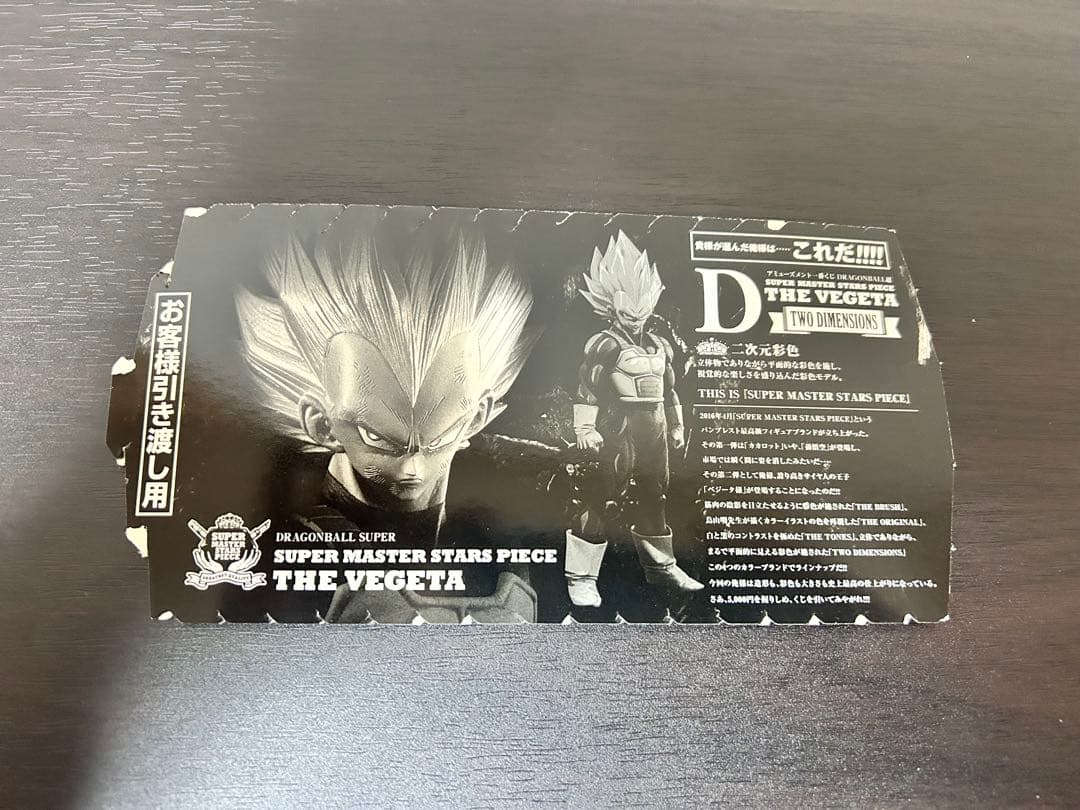 お客様引き渡し用
SUPER
MASTER
STARS
PIECE
DRAGONBALL SUPER
SUPER MASTER STARS PIECE
THE VEGETA
貴様が選んだ俺様は……これだ!!!!
D
アミューズメント一番くじ DRAGONBALL超
SUPER MASTER STARS PIECE
THE VEGETA
TWO DIMENSIONS
二次元彩色
立体物でありながら平面的な彩色を施し、
視覚的な楽しさを盛り込んだ彩色モデル。
THIS IS「SUPER MASTER STARS PIECE」
2016年4月「SUPER MASTER STARS PIECE」という
バンプレスト最高級フィギュアブランドが立ち上がった。
その第一弾は「カカロット」いや、「孫悟空」が登場し、
市場では瞬く間に姿を消したみたいだ…
その第二弾として俺様、誇り高きサイヤ人の王子
「ベジータ様」が登場することになったのだ!!
筋肉の陰影を目立たせるように彩色が施された「THE BRUSH」、
鳥山明先生が描くカラーイラストの色を再現した「THE ORIGINAL」、
白と黒のコントラストを極めた「THE TONES」、立体でありながら、
まるで平面的に見える彩色が施された「TWO DIMENSIONS」
この4つのカラーブランドでラインナップだ!!
今回の俺様は造形も、彩色も大きさも史上最高の仕上がりになっている。
さあ、5,000円を握りしめ、くじを引いてみやがれ!!!